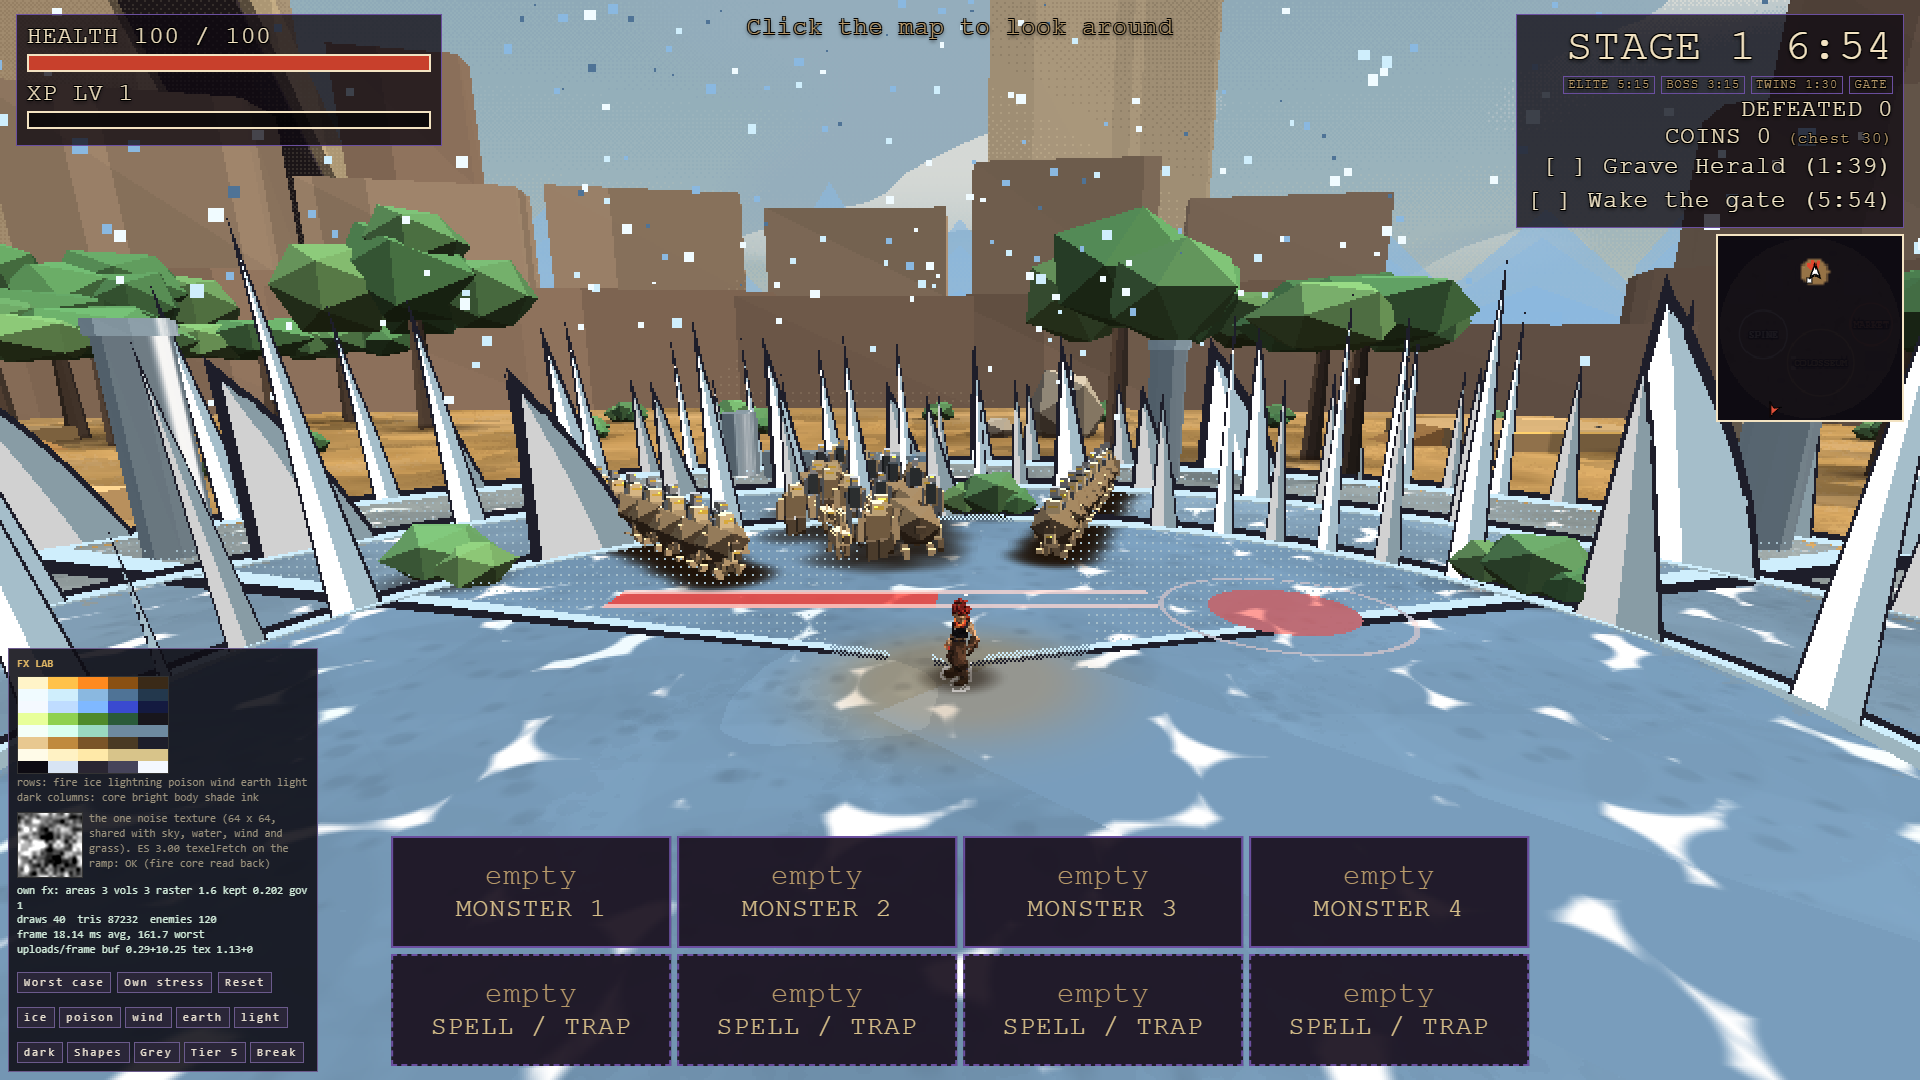 HEALTH 100 / 100
XP LV 1
Click the map to look around
STAGE 1 6:54
ELITE 5:15 BOSS 3:15 TWINS 1:30 GATE
DEFEATED 0
COINS 0 (chest 30)
[ ] Grave Herald (1:39)
[ ] Wake the gate (5:54)
FX LAB
rows: fire ice lightning poison wind earth light
dark columns: core bright body shade ink
the one noise texture (64 x 64,
shared with sky, water, wind and
grass). ES 3.00 texelFetch on the
ramp: OK (fire core read back)
own fx: areas 3 vols 3 raster 1.6 kept 0.202 gov
1
draws 40 tris 87232 enemies 120
frame 18.14 ms avg, 161.7 worst
uploads/frame buf 0.29+10.25 tex 1.13+0
Worst case Own stress Reset
ice poison wind earth light
dark Shapes Grey Tier 5 Break
empty empty empty empty
MONSTER 1 MONSTER 2 MONSTER 3 MONSTER 4
empty empty empty empty
SPELL / TRAP SPELL / TRAP SPELL / TRAP SPELL / TRAP